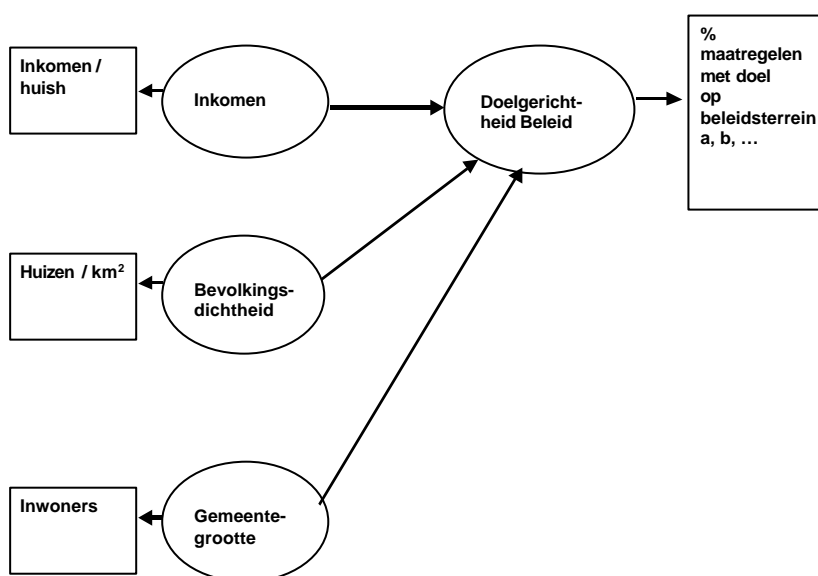 Inkomen /
huish
Inkomen
Doelgericht-
heid Beleid
%
maatregelen
met doel
op
beleidsterrein
a, b, ...
Huizen / km²
Bevolkings-
dichtheid
Inwoners
Gemeente-
grootte